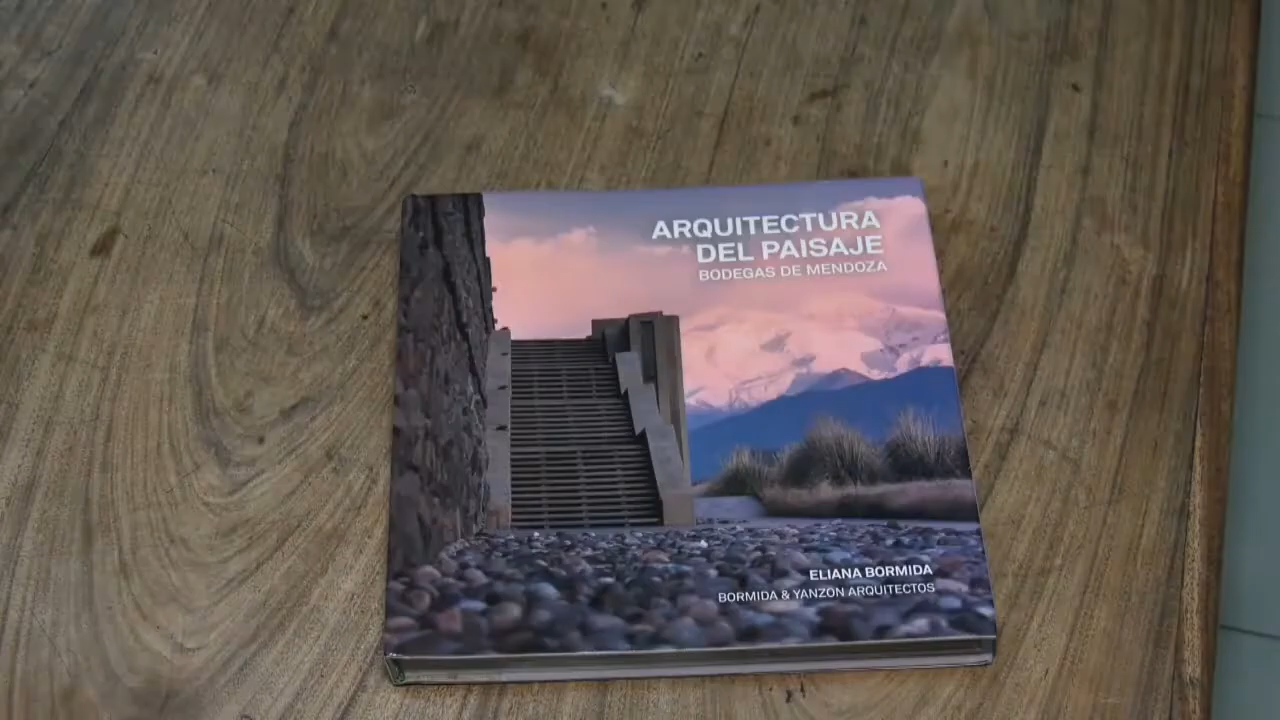 ARQUITECTURA
DEL PAISAJE
BODEGAS DE MENDOZA
ELIANA BORMIDA
BORMIDA & YANZON ARQUITECTOS